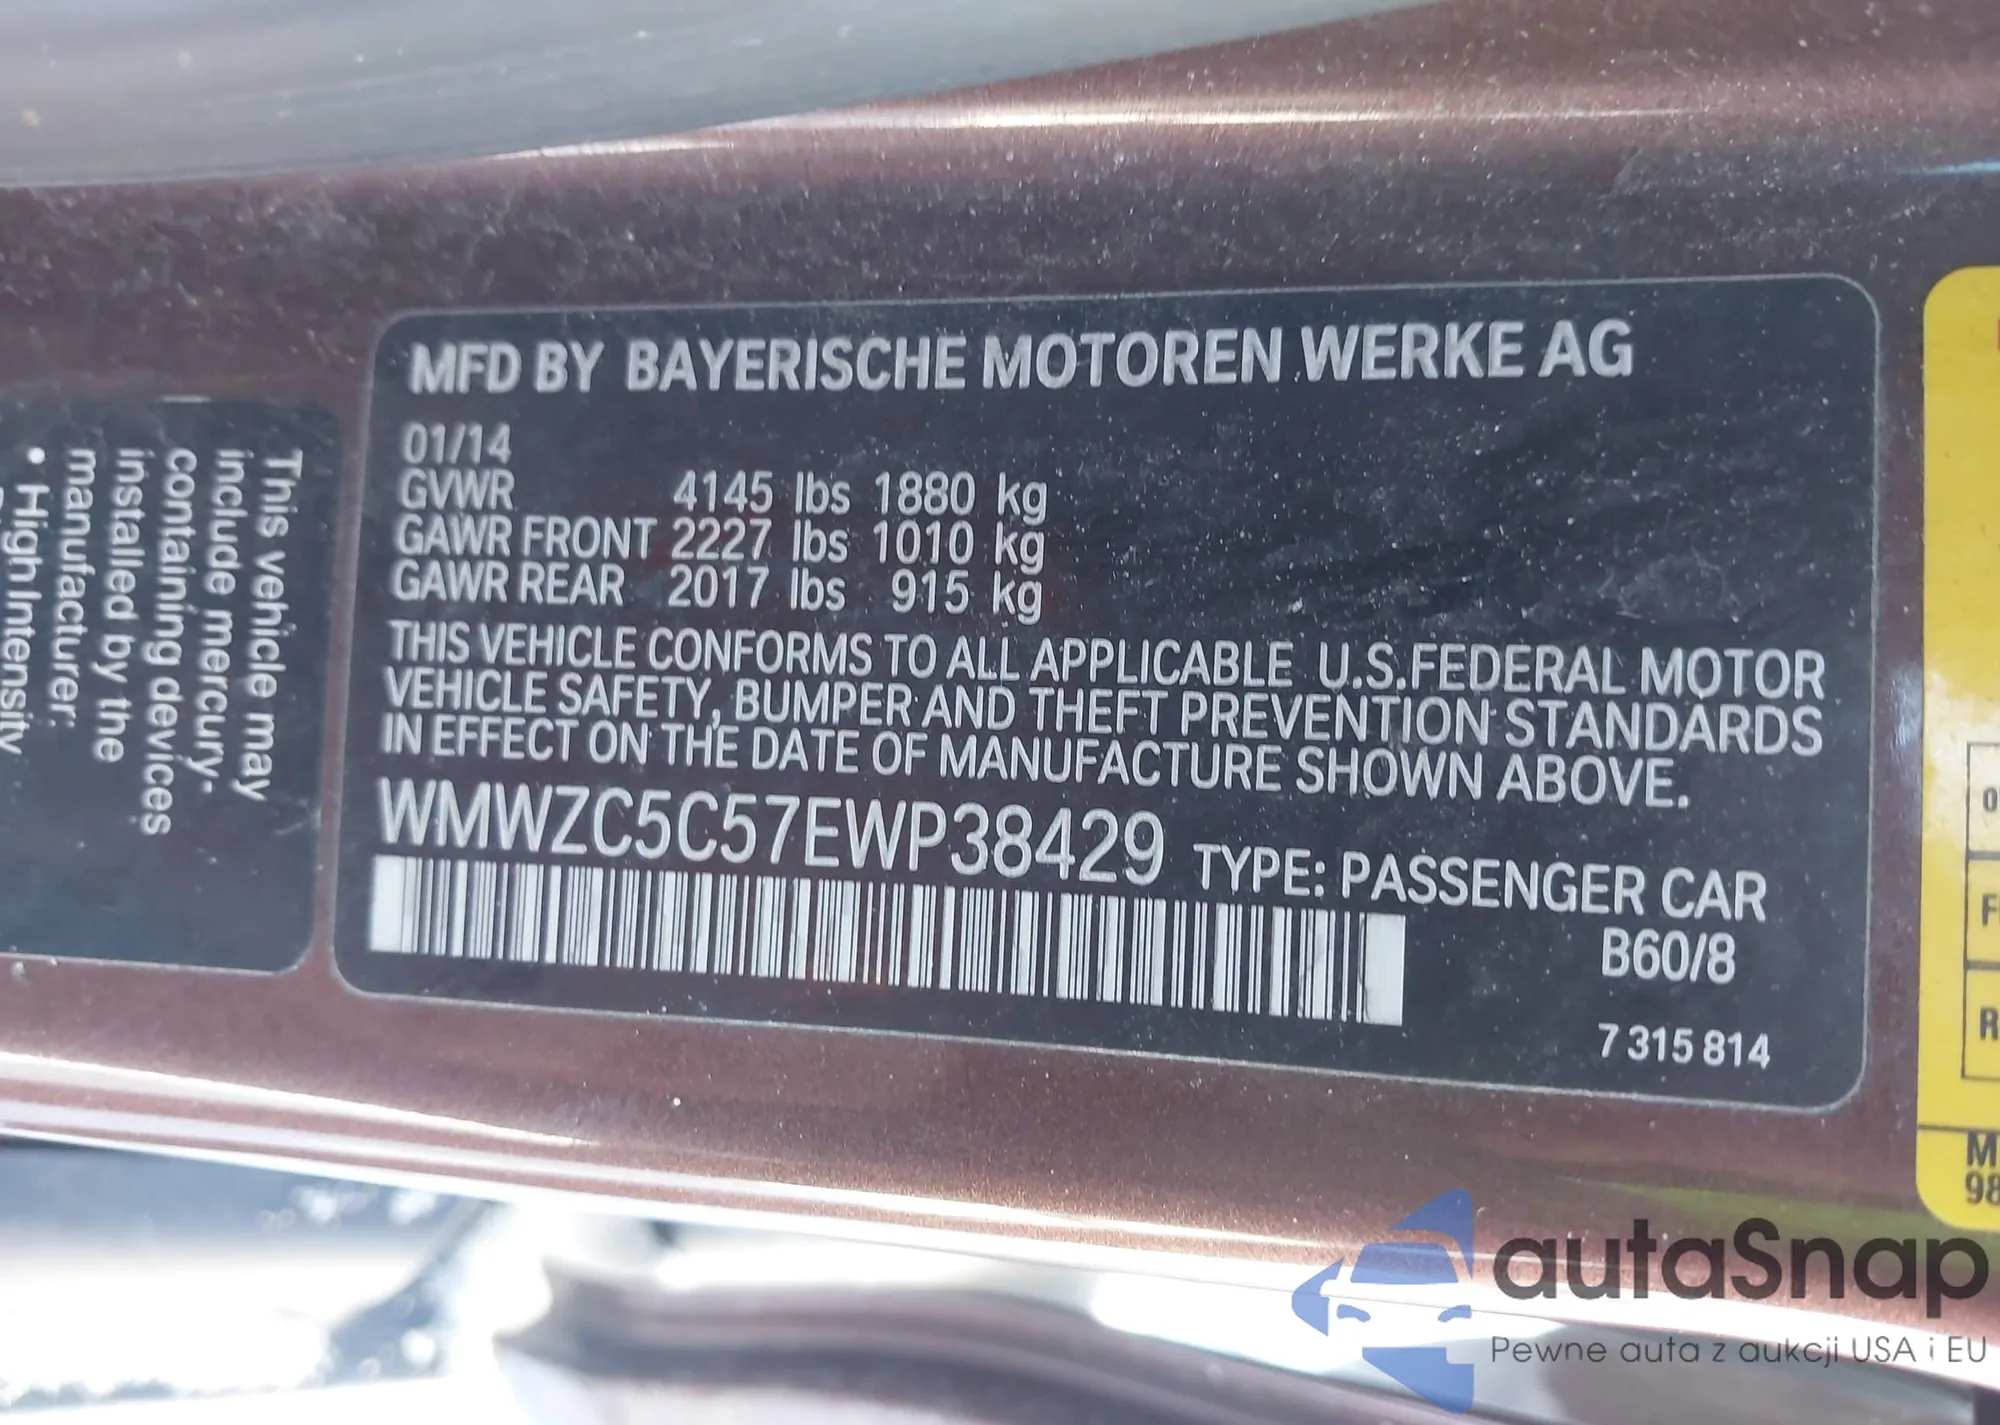 This vehicle may
include mercury-
containing devices
installed by the
manufacturer:
• High Intensity
MFD BY BAYERISCHE MOTOREN WERKE AG
01/14
GVWR 4145 lbs 1880 kg
GAWR FRONT 2227 lbs 1010 kg
GAWR REAR 2017 lbs 915 kg
THIS VEHICLE CONFORMS TO ALL APPLICABLE U.S.FEDERAL MOTOR
VEHICLE SAFETY, BUMPER AND THEFT PREVENTION STANDARDS
IN EFFECT ON THE DATE OF MANUFACTURE SHOWN ABOVE.
WMWZC5C57EWP38429 TYPE: PASSENGER CAR
B60/8
7 315 814
autaSnap
Pewne auta z aukcji USA i EU